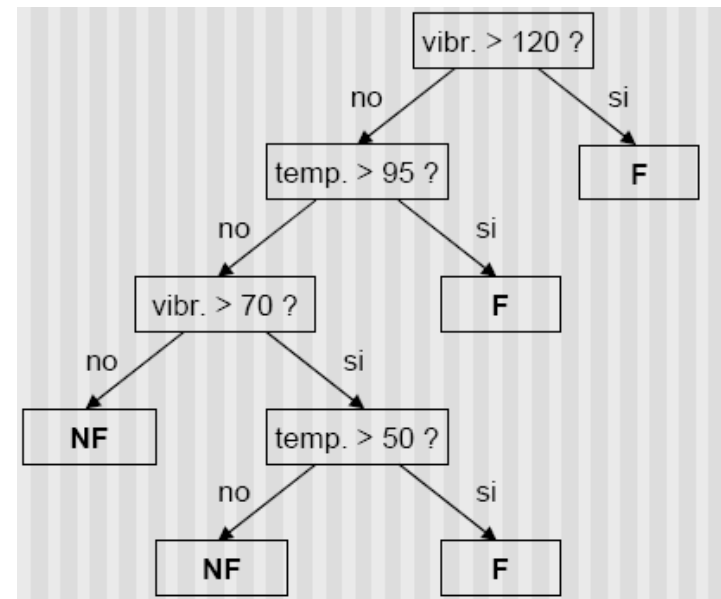 vibr. > 120 ?
no
si
temp. > 95 ?
F
no
si
vibr. > 70 ?
F
no
si
NF
temp. > 50 ?
no
si
NF
F